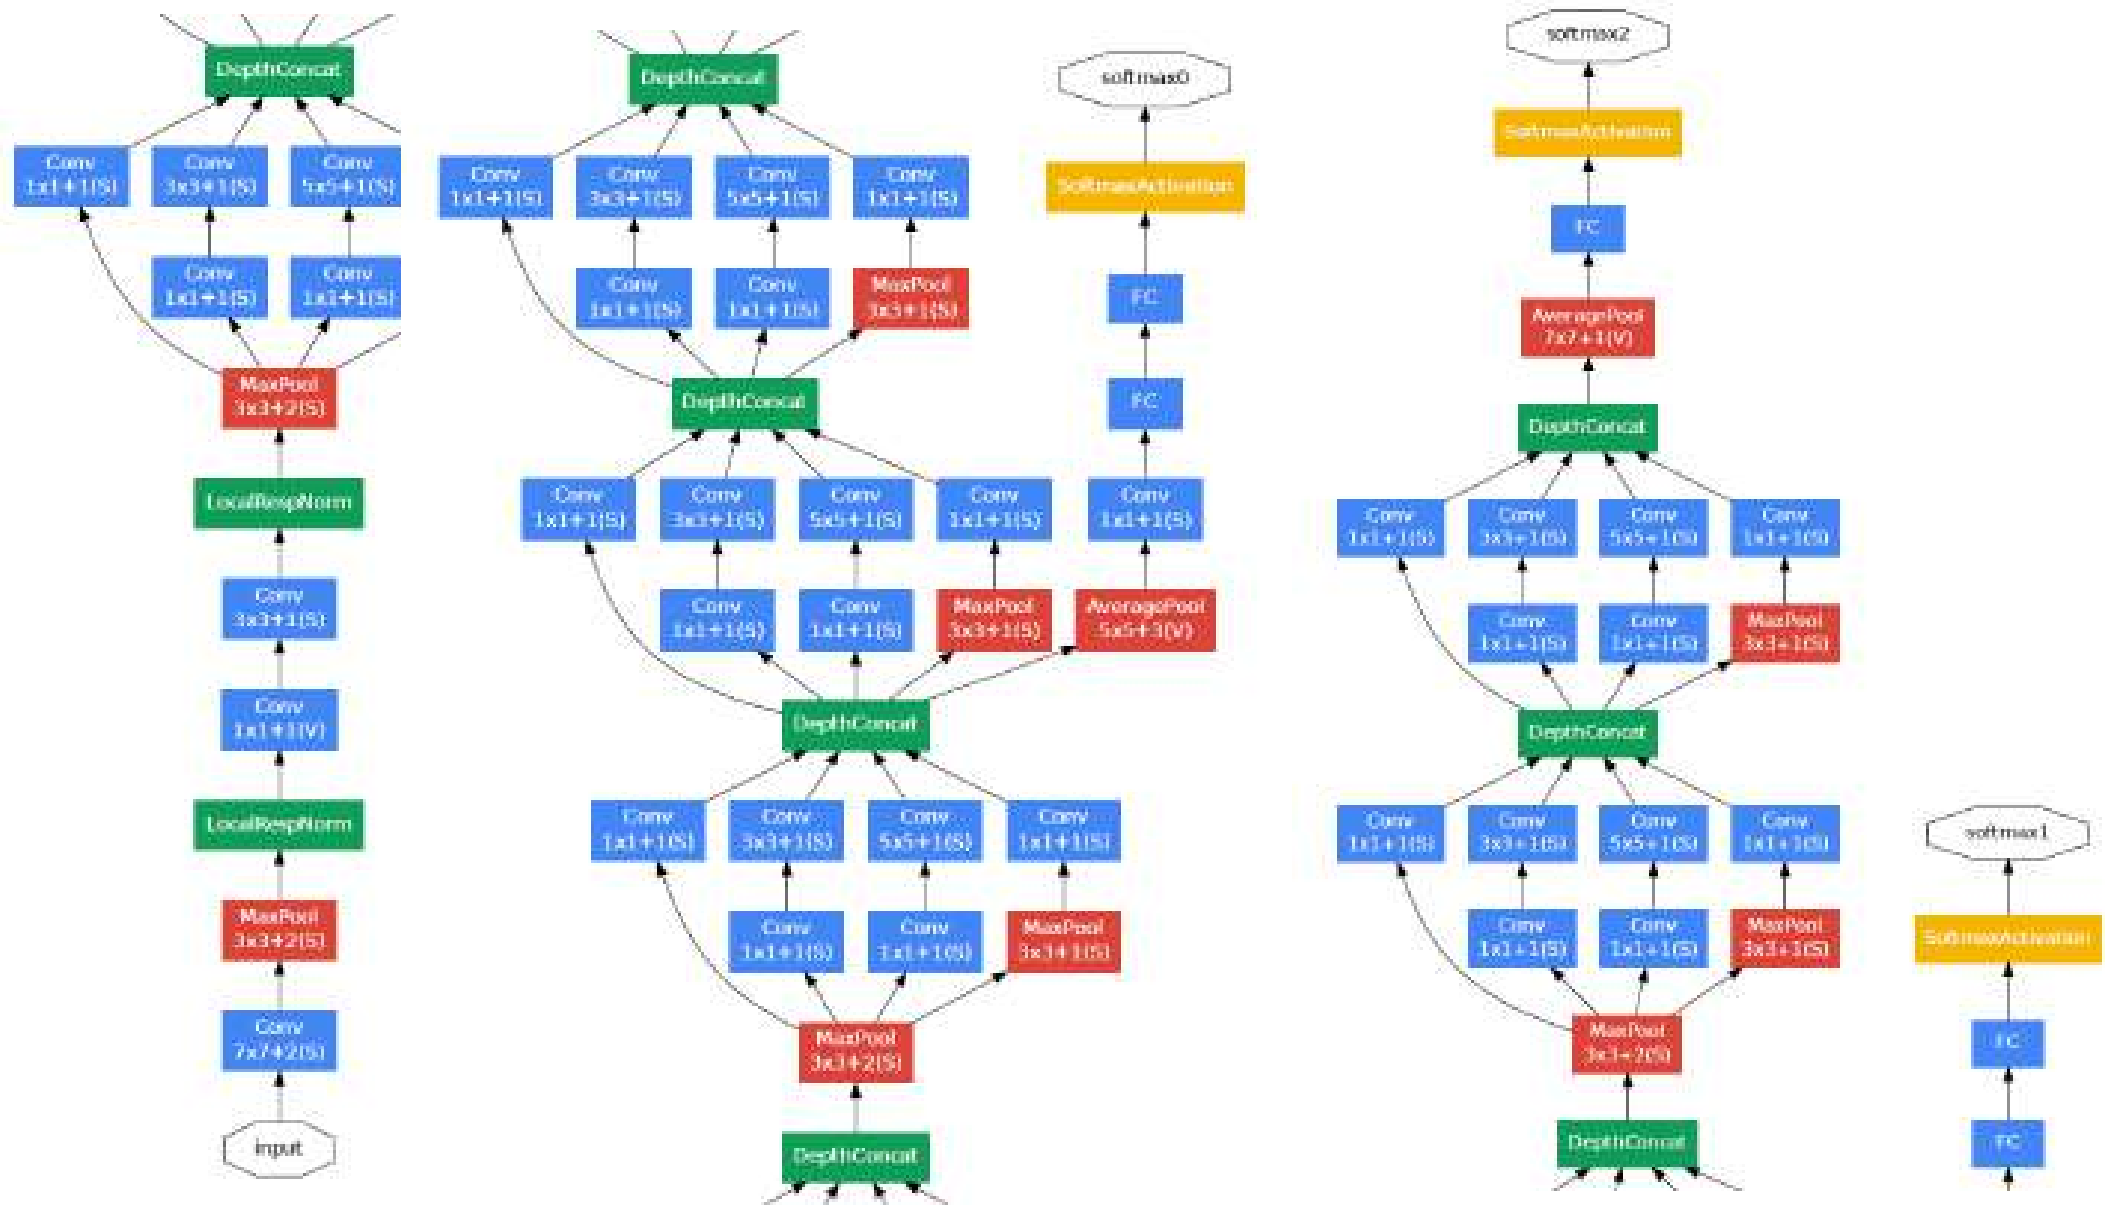 DepthConcat
Conv
1x1+1(S)
Conv
3x3+1(S)
Conv
5x5+1(S)
Conv
1x1+1(S)
Conv
1x1+1(S)
MaxPool
3x3+2(S)
LocalRespNorm
Conv
3x3+1(S)
Conv
1x1+1(V)
LocalRespNorm
MaxPool
3x3+2(S)
Conv
7x7+2(S)
input
DepthConcat
Conv
1x1+1(S)
Conv
3x3+1(S)
Conv
5x5+1(S)
Conv
1x1+1(S)
Conv
1x1+1(S)
Conv
1x1+1(S)
MaxPool
3x3+1(S)
DepthConcat
Conv
1x1+1(S)
Conv
3x3+1(S)
Conv
5x5+1(S)
Conv
1x1+1(S)
Conv
1x1+1(S)
Conv
1x1+1(S)
MaxPool
3x3+1(S)
DepthConcat
Conv
1x1+1(S)
Conv
3x3+1(S)
Conv
5x5+1(S)
Conv
1x1+1(S)
Conv
1x1+1(S)
Conv
1x1+1(S)
MaxPool
3x3+1(S)
MaxPool
3x3+2(S)
DepthConcat
softmax0
SoftmaxActivation
FC
FC
Conv
1x1+1(S)
AveragePool
5x5+3(V)
softmax2
SoftmaxActivation
FC
AveragePool
7x7+1(V)
DepthConcat
Conv
1x1+1(S)
Conv
3x3+1(S)
Conv
5x5+1(S)
Conv
1x1+1(S)
Conv
1x1+1(S)
Conv
1x1+1(S)
MaxPool
3x3+1(S)
DepthConcat
Conv
1x1+1(S)
Conv
3x3+1(S)
Conv
5x5+1(S)
Conv
1x1+1(S)
Conv
1x1+1(S)
Conv
1x1+1(S)
MaxPool
3x3+1(S)
MaxPool
3x3+2(S)
DepthConcat
softmax1
SoftmaxActivation
FC
FC